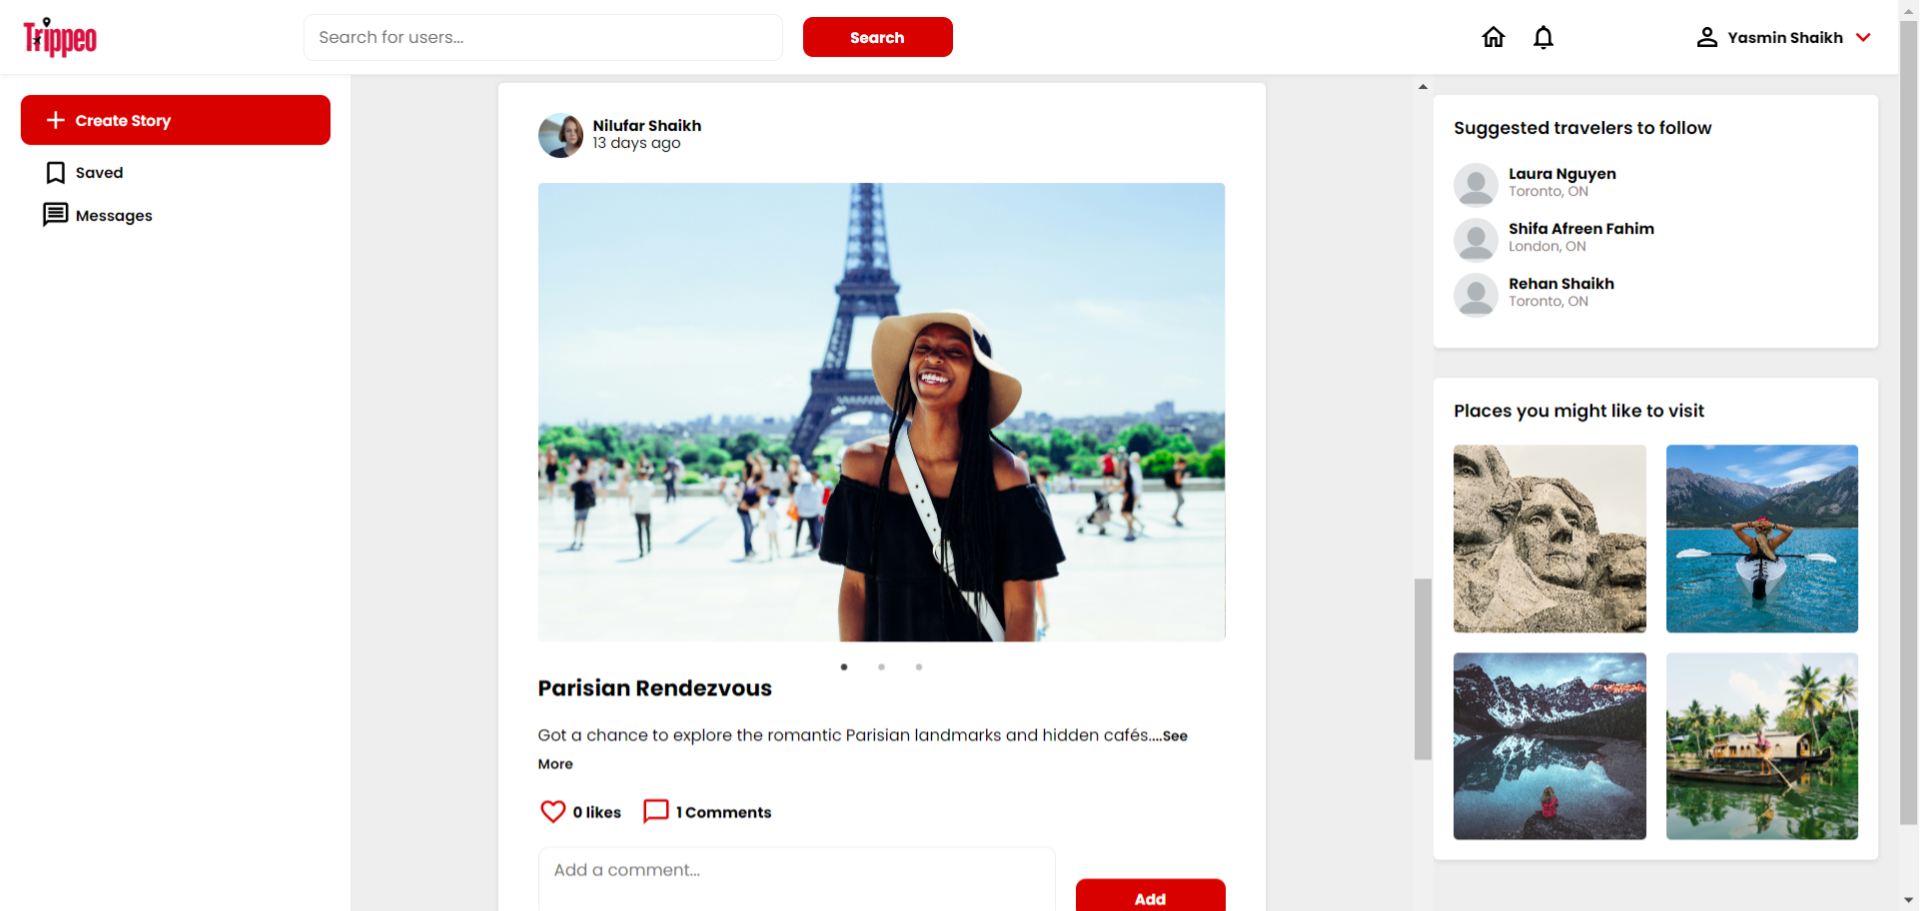 Trippeo
Search for users...
Search
Yasmin Shaikh
Create Story
Saved
Messages
Nilufar Shaikh
13 days ago
Parisian Rendezvous
Got a chance to explore the romantic Parisian landmarks and hidden cafés....See
More
0 likes
1 Comments
Add a comment...
Add
Suggested travelers to follow
Laura Nguyen
Toronto, ON
Shifa Afreen Fahim
London, ON
Rehan Shaikh
Toronto, ON
Places you might like to visit